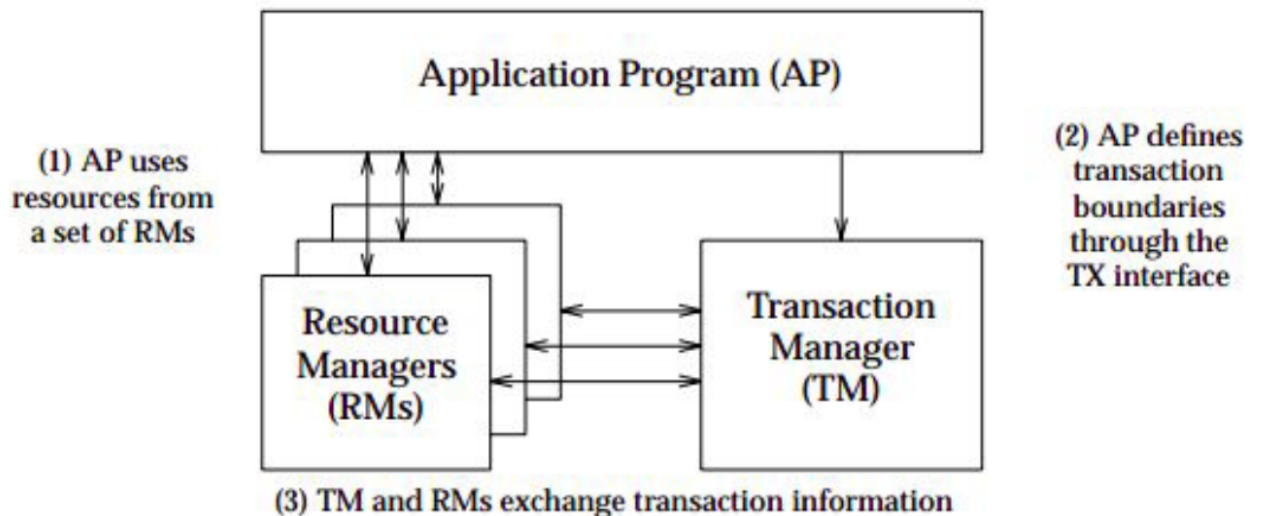 Application Program (AP)
(1) AP uses
resources from
a set of RMs
(2) AP defines
transaction
boundaries
through the
TX interface
Resource
Managers
(RMs)
Transaction
Manager
(TM)
(3) TM and RMs exchange transaction information